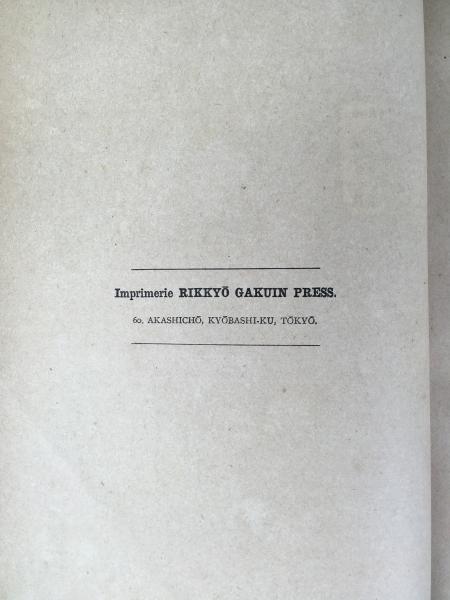 Imprimerie RIKKYŌ GAKUIN PRESS.
60, AKASHICHŌ, KYŌBASHI-KU, TŌKYŌ.